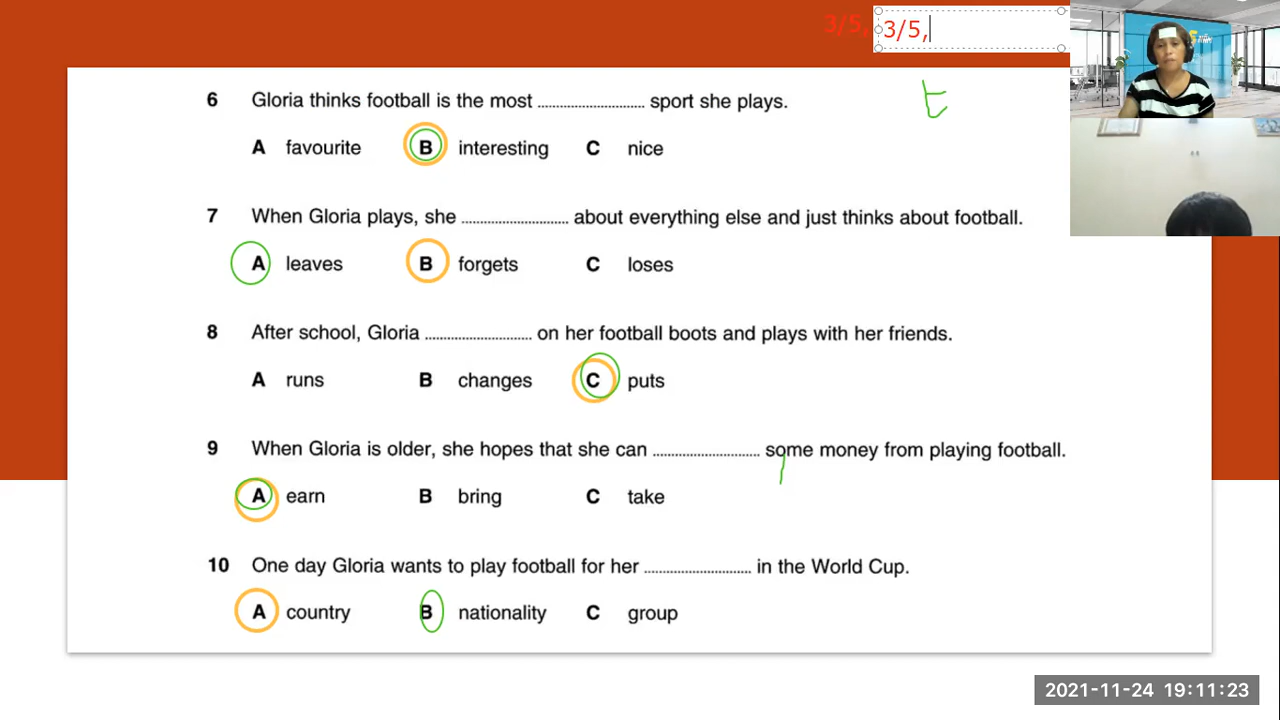 3/5, 3/5,
t
6 Gloria thinks football is the most ............................ sport she plays.
A favourite B interesting C nice
7 When Gloria plays, she ............................ about everything else and just thinks about football.
A leaves B forgets C loses
8 After school, Gloria ............................ on her football boots and plays with her friends.
A runs B changes C puts
9 When Gloria is older, she hopes that she can ............................ some money from playing football.
A earn B bring C take
10 One day Gloria wants to play football for her ............................ in the World Cup.
A country B nationality C group
2021-11-24 19:11:23